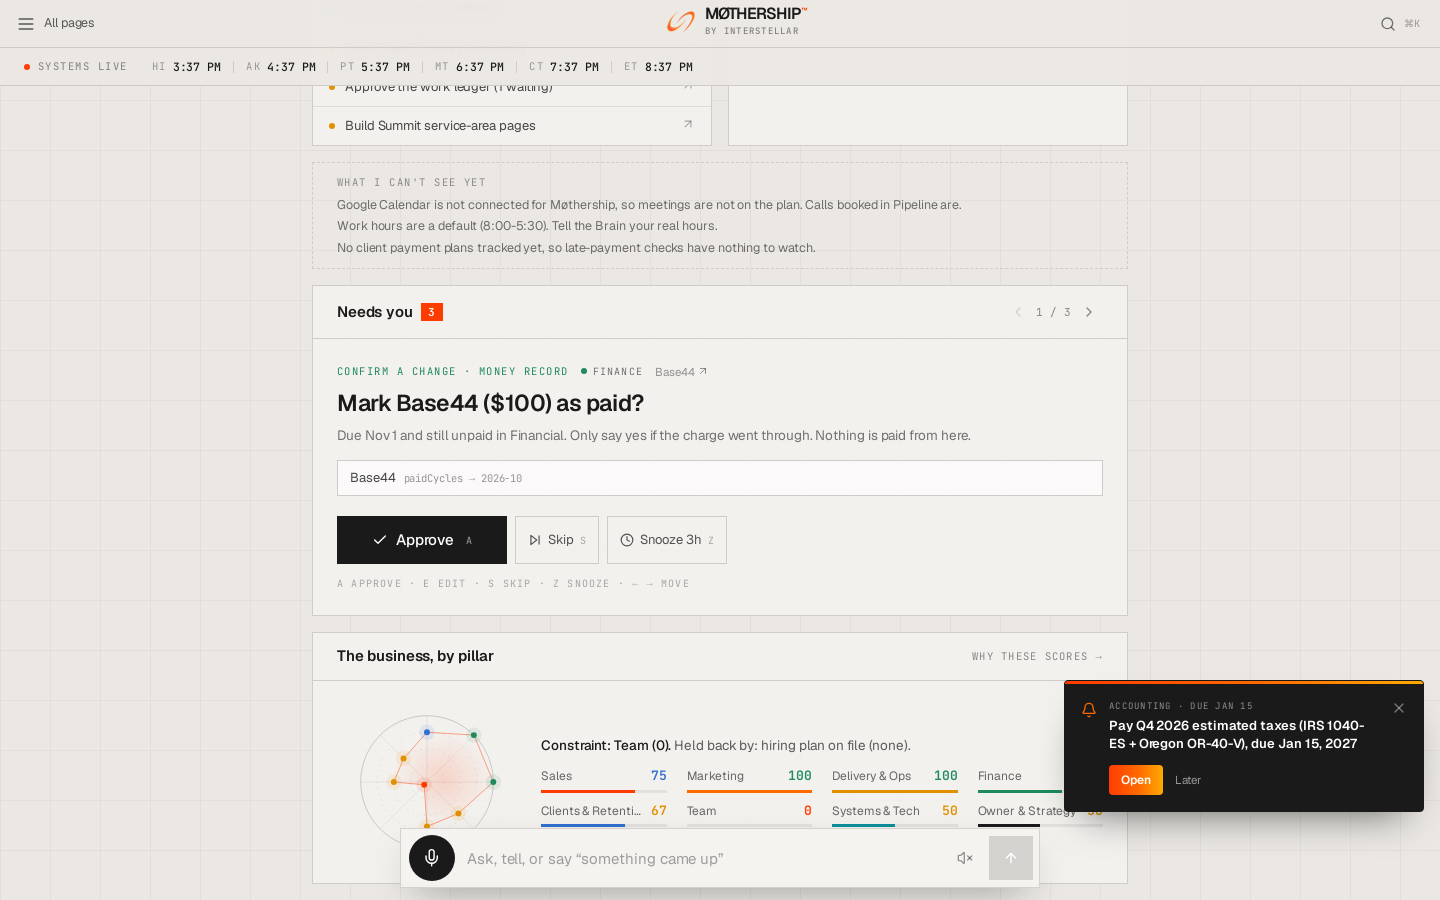 All pages
MØTHERSHIP™
BY INTERSTELLAR
⌘K
SYSTEMS LIVE HI 3:37 PM AK 4:37 PM PT 5:37 PM MT 6:37 PM CT 7:37 PM ET 8:37 PM
Approve the work ledger (1 waiting)
Build Summit service-area pages
WHAT I CAN'T SEE YET
Google Calendar is not connected for Møthership, so meetings are not on the plan. Calls booked in Pipeline are.
Work hours are a default (8:00-5:30). Tell the Brain your real hours.
No client payment plans tracked yet, so late-payment checks have nothing to watch.
Needs you 3
1 / 3
CONFIRM A CHANGE · MONEY RECORD FINANCE Base44
Mark Base44 ($100) as paid?
Due Nov 1 and still unpaid in Financial. Only say yes if the charge went through. Nothing is paid from here.
Base44 paidCycles → 2026-10
Approve A Skip S Snooze 3h Z
A APPROVE · E EDIT · S SKIP · Z SNOOZE · ← → MOVE
The business, by pillar
WHY THESE SCORES →
Constraint: Team (0). Held back by: hiring plan on file (none).
Sales 75 Marketing 100 Delivery & Ops 100 Finance
Clients & Retenti... 67 Team 0 Systems & Tech 50 Owner & Strategy
ACCOUNTING · DUE JAN 15
Pay Q4 2026 estimated taxes (IRS 1040-
ES + Oregon OR-40-V), due Jan 15, 2027
Open Later
Ask, tell, or say “something came up”